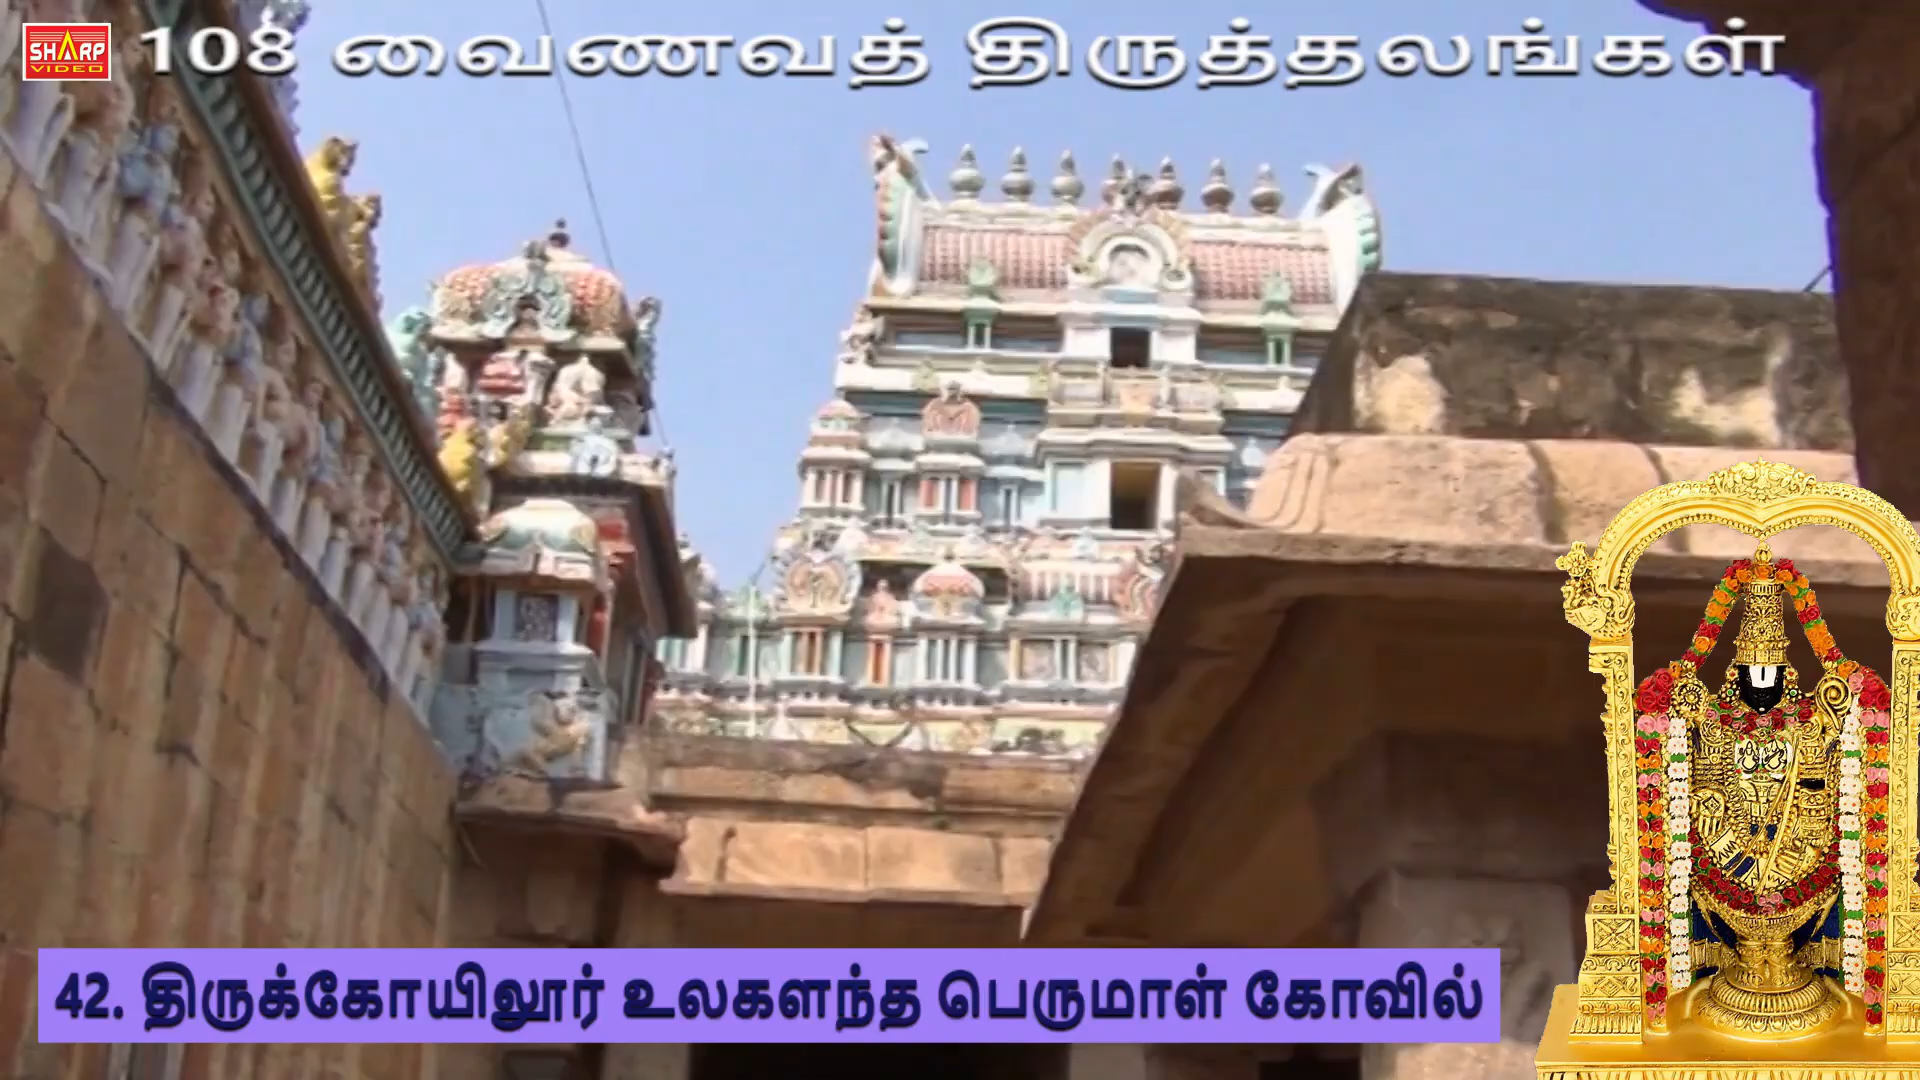 SHARP
VIDEO
108 வைணவத் திருத்தலங்கள்
42. திருக்கோயிலூர் உலகளந்த பெருமாள் கோவில்